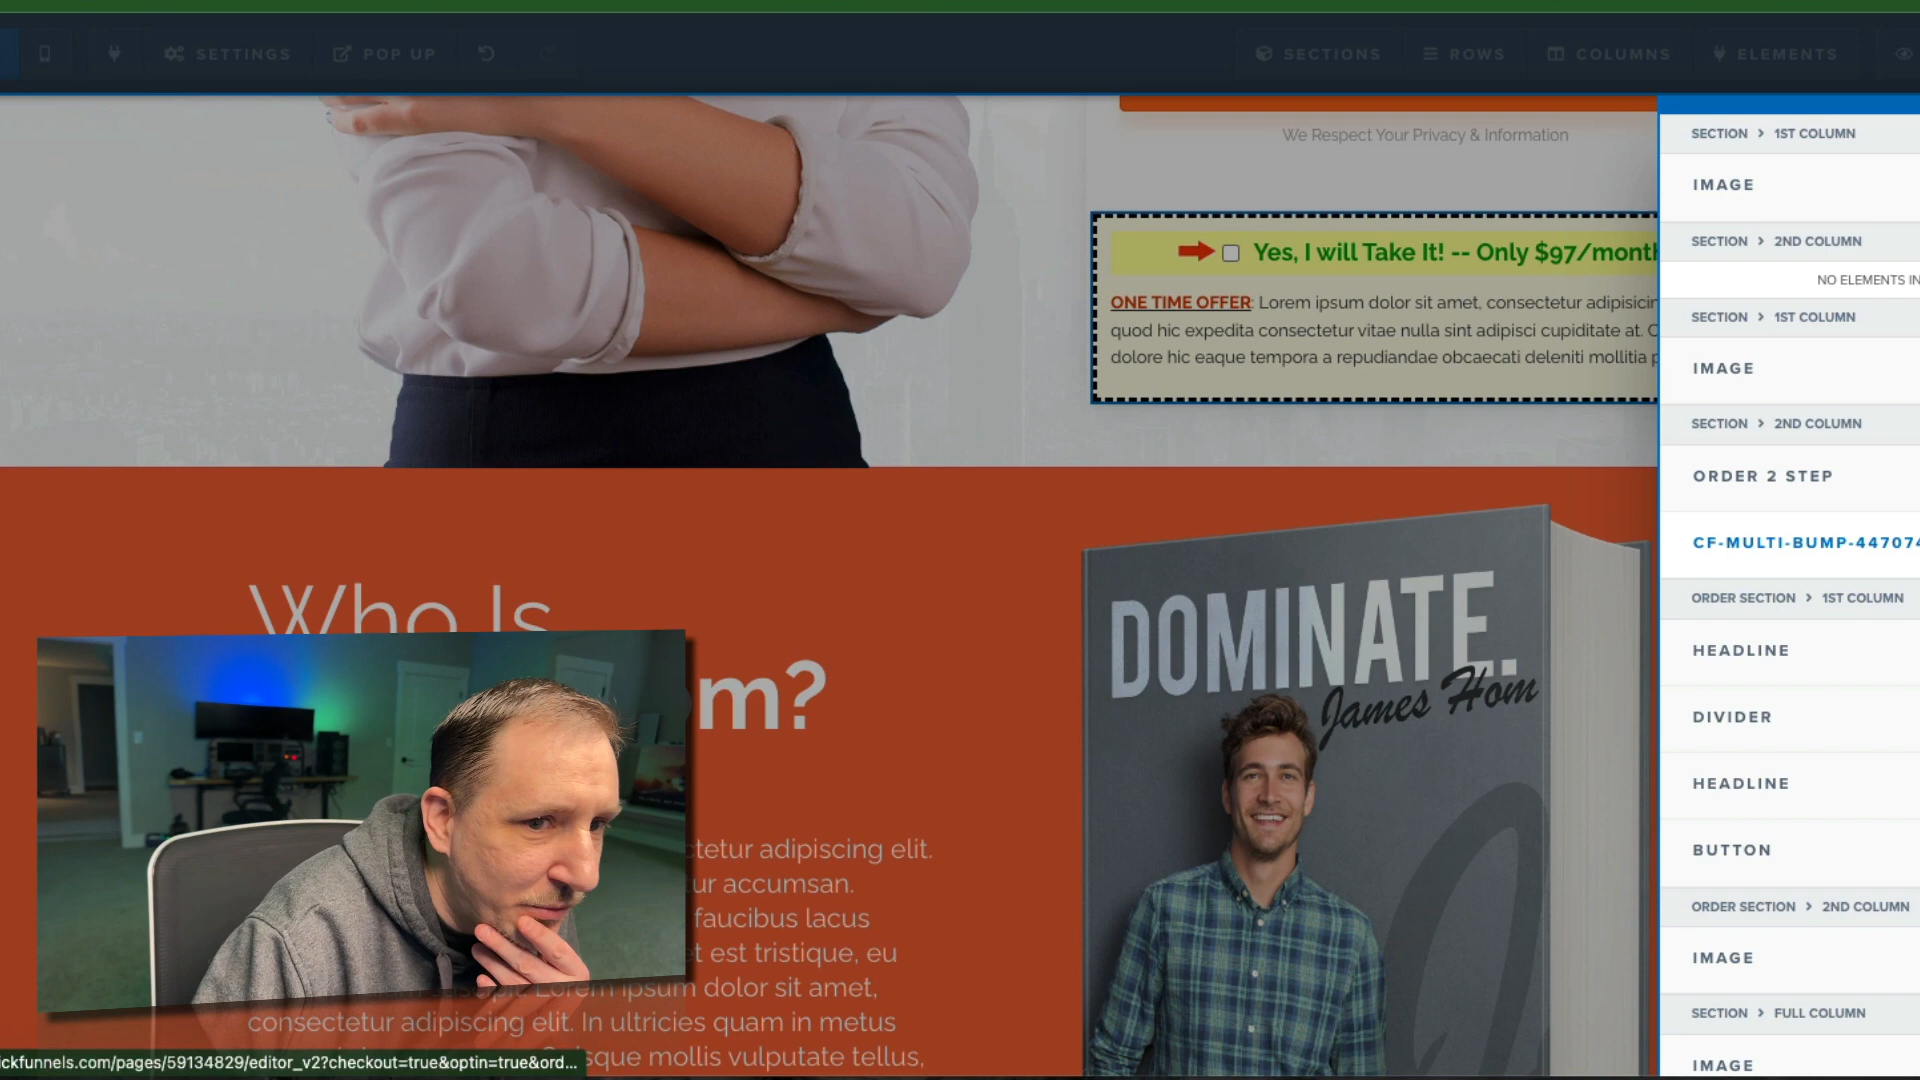 SETTINGS
POP UP
SECTIONS
ROWS
COLUMNS
ELEMENTS
We Respect Your Privacy & Information
Yes, I will Take It! -- Only $97/month
ONE TIME OFFER: Lorem ipsum dolor sit amet, consectetur adipisicin
quod hic expedita consectetur vitae nulla sint adipisci cupiditate at.
dolore hic eaque tempora a repudiandae obcaecati deleniti mollitia
Who Is
m?
DOMINATE.
James Hom
ctetur adipiscing elit.
ur accumsan.
faucibus lacus
et est tristique, eu
Lorem ipsum dolor sit amet,
consectetur adipiscing elit. In ultricies quam in metus
sque mollis vulputate tellus,
ickfunnels.com/pages/59134829/editor_v2?checkout=true&optin=true&ord...
SECTION > 1ST COLUMN
IMAGE
SECTION > 2ND COLUMN
NO ELEMENTS IN
SECTION > 1ST COLUMN
IMAGE
SECTION > 2ND COLUMN
ORDER 2 STEP
CF-MULTI-BUMP-447074
ORDER SECTION > 1ST COLUMN
HEADLINE
DIVIDER
HEADLINE
BUTTON
ORDER SECTION > 2ND COLUMN
IMAGE
SECTION > FULL COLUMN
IMAGE